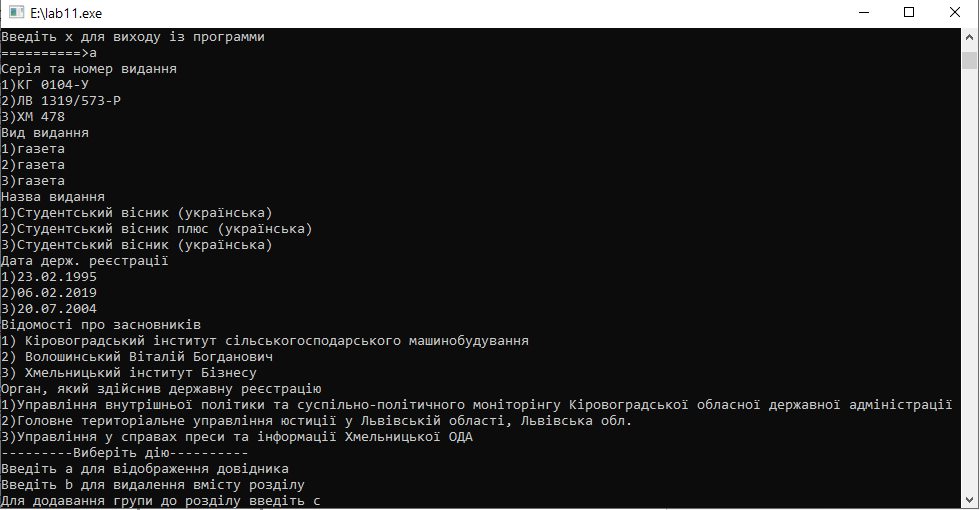 E:\lab11.exe
Введіть x для виходу із программи
==========>a
Серія та номер видання
1)КГ 0104-У
2)ЛВ 1319/573-Р
3)ХМ 478
Вид видання
1)газета
2)газета
3)газета
Назва видання
1)Студентський вісник (українська)
2)Студентський вісник плюс (українська)
3)Студентський вісник (українська)
Дата держ. реєстрації
1)23.02.1995
2)06.02.2019
3)20.07.2004
Відомості про засновників
1) Кіровоградський інститут сільськогосподарського машинобудування
2) Волошинський Віталій Богданович
3) Хмельницький інститут Бізнесу
Орган, який здійснив державну реєстрацію
1)Управління внутрішньої політики та суспільно-політичного моніторінгу Кіровоградської обласної державної адміністрації
2)Головне територіальне управління юстиції у Львівській області, Львівська обл.
3)Управління у справах преси та інформації Хмельницької ОДА
---------Виберіть дію----------
Введіть a для відображення довідника
Введіть b для видалення вмісту розділу
Для додавання групи до розділу введіть c